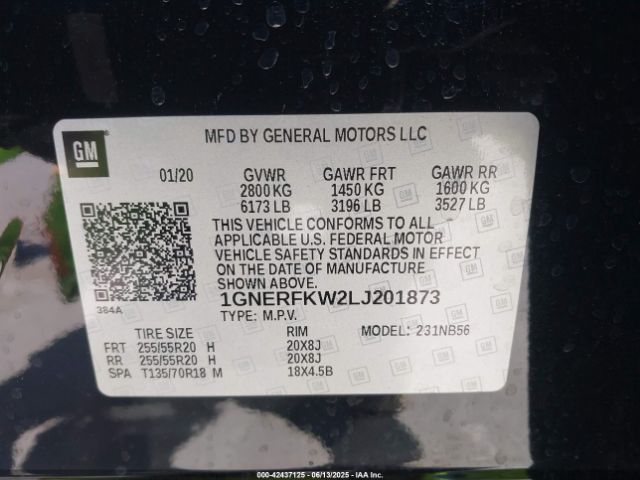 GM
MFD BY GENERAL MOTORS LLC
01/20 GVWR GAWR FRT GAWR RR
2800 KG 1450 KG 1600 KG
6173 LB 3196 LB 3527 LB
THIS VEHICLE CONFORMS TO ALL
APPLICABLE U.S. FEDERAL MOTOR
VEHICLE SAFETY STANDARDS IN EFFECT
ON THE DATE OF MANUFACTURE
SHOWN ABOVE.
1GNERFKW2LJ201873
384A
TYPE: M.P.V.
TIRE SIZE RIM MODEL: 231NB56
FRT 255/55R20 H 20X8J
RR 255/55R20 H 20X8J
SPA T135/70R18 M 18X4.5B
000-42437125 - 06/13/2025 - IAAI INC.